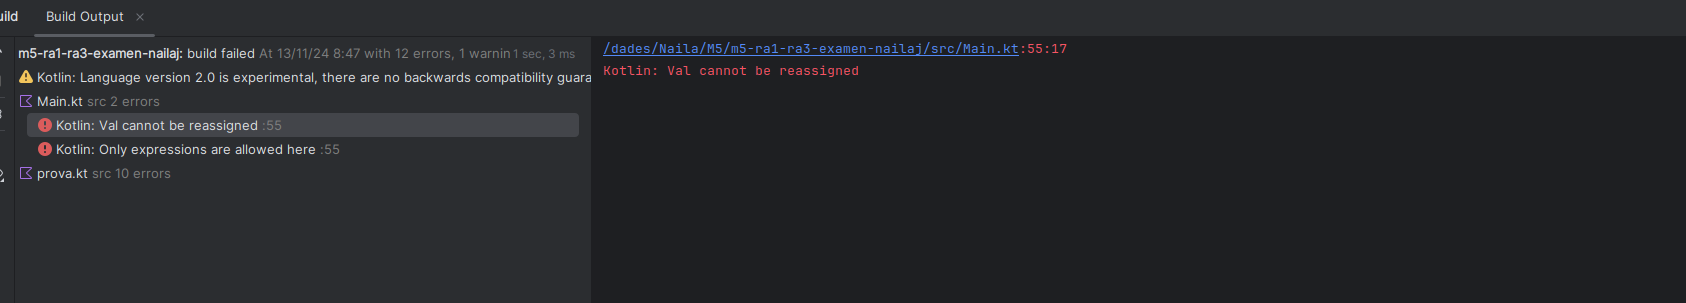 uild
Build Output
m5-ra1-ra3-examen-nailaj: build failed At 13/11/24 8:47 with 12 errors, 1 warnin 1 sec, 3 ms
Kotlin: Language version 2.0 is experimental, there are no backwards compatibility guara
Main.kt src 2 errors
Kotlin: Val cannot be reassigned :55
Kotlin: Only expressions are allowed here :55
prova.kt src 10 errors
/dades/Naila/M5/m5-ra1-ra3-examen-nailaj/src/Main.kt:55:17
Kotlin: Val cannot be reassigned